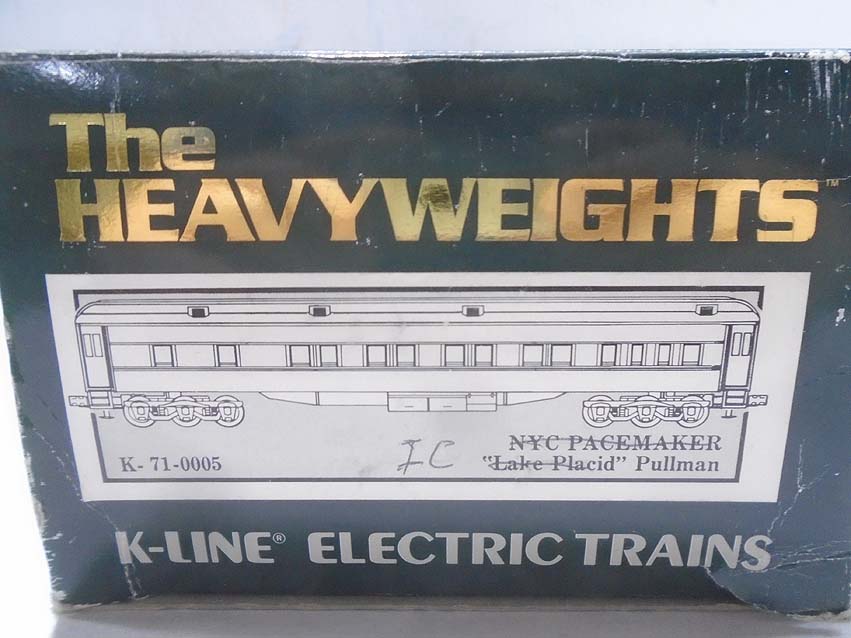 The
HEAVYWEIGHTS™
NYC PACEMAKER
K- 71-0005 IC "Lake Placid" Pullman
K-LINE® ELECTRIC TRAINS